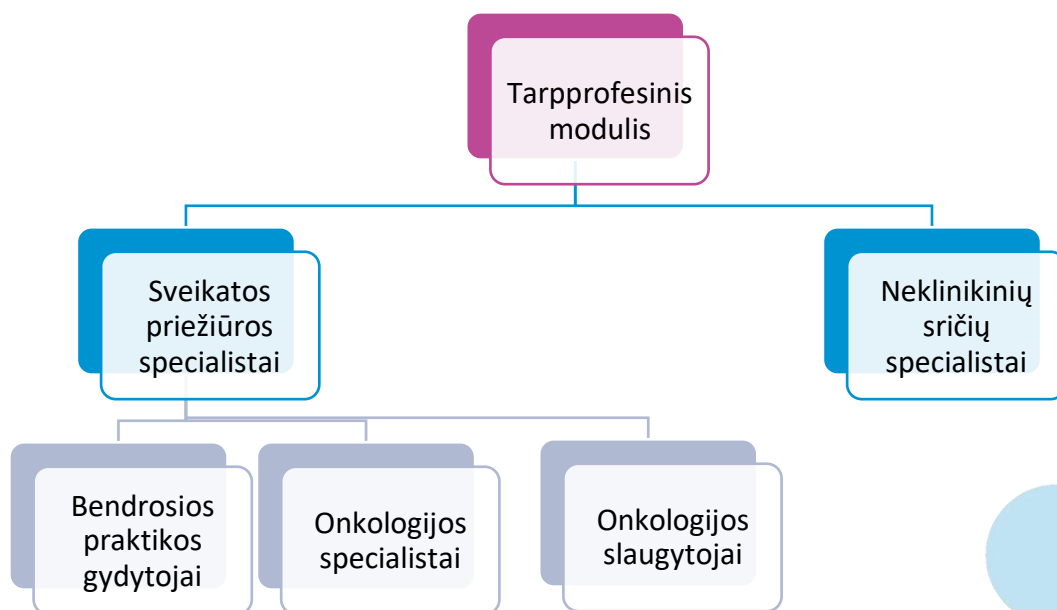 Tarpprofesinis
modulis
Sveikatos
priežiūros
specialistai
Neklinikinių
sričių
specialistai
Bendrosios
praktikos
gydytojai
Onkologijos
specialistai
Onkologijos
slaugytojai